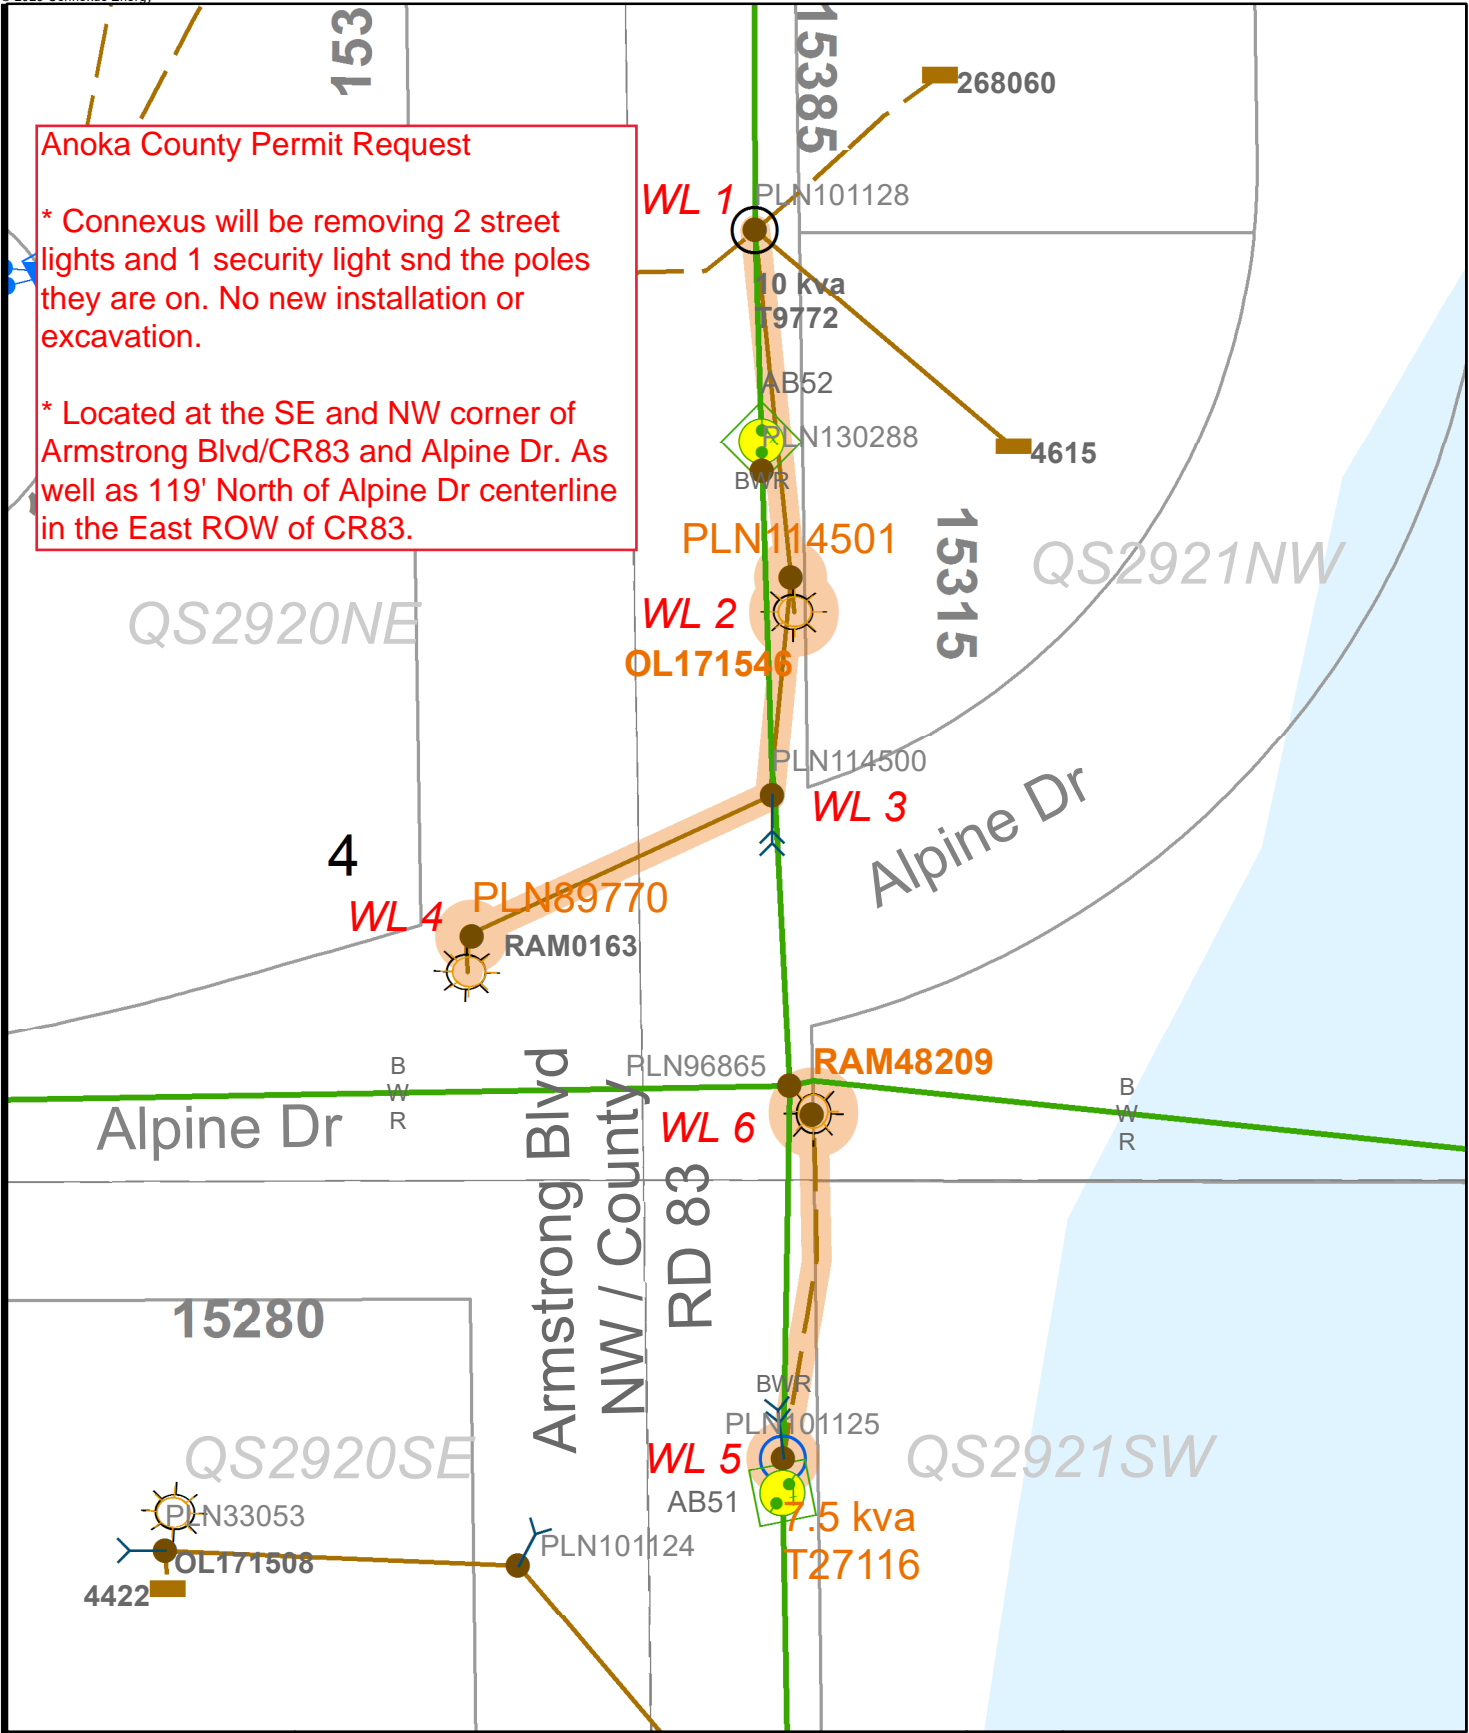 153
15385
268060
Anoka County Permit Request
* Connexus will be removing 2 street
lights and 1 security light snd the poles
they are on. No new installation or
excavation.
* Located at the SE and NW corner of
Armstrong Blvd/CR83 and Alpine Dr. As
well as 119' North of Alpine Dr centerline
in the East ROW of CR83.
WL 1
PLN101128
10 kva
T9772
AB52
PLN130288
BWR
4615
PLN114501
15315
QS2921NW
QS2920NE
WL 2
OL171546
PLN114500
WL 3
Alpine Dr
4
PLN89770
WL 4
RAM0163
PLN96865
RAM48209
B
W
R
B
W
R
Alpine Dr
WL 6
Armstrong Blvd
NW / County
RD 83
15280
BWR
PLN101125
QS2920SE
WL 5
QS2921SW
AB51
7.5 kva
T27116
PLN33053
OL171508
PLN101124
4422